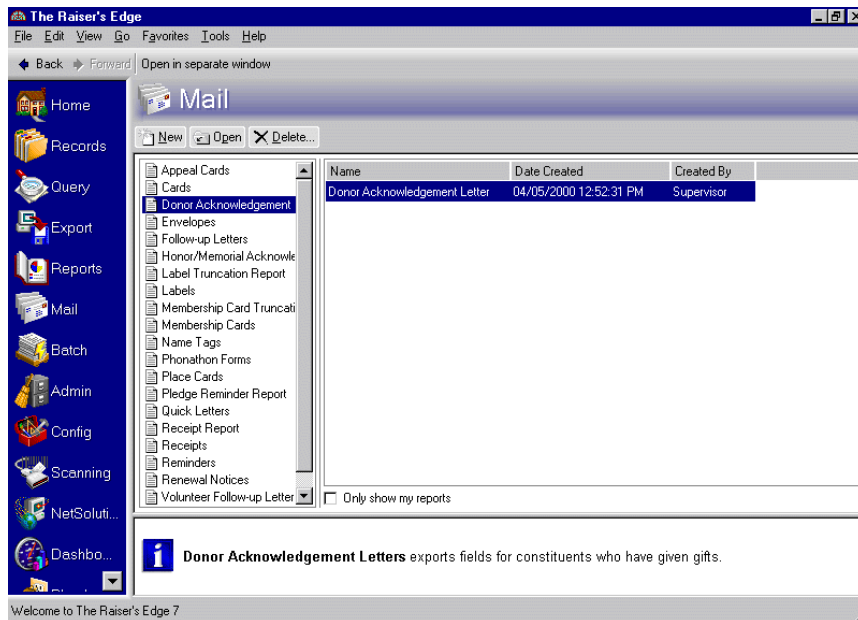 The Raiser's Edge
File Edit View Go Favorites Tools Help
Back Forward Open in separate window
Mail
New Open Delete...
Home
Records
Query
Export
Reports
Mail
Batch
Admin
Config
Scanning
NetSoluti...
Dashbo...
Appeal Cards
Cards
Donor Acknowledgement
Envelopes
Follow-up Letters
Honor/Memorial Acknowle
Label Truncation Report
Labels
Membership Card Truncati
Membership Cards
Name Tags
Phonathon Forms
Place Cards
Pledge Reminder Report
Quick Letters
Receipt Report
Receipts
Reminders
Renewal Notices
Volunteer Follow-up Letter
Name Date Created Created By
Donor Acknowledgement Letter 04/05/2000 12:52:31 PM Supervisor
Only show my reports
Donor Acknowledgement Letters exports fields for constituents who have given gifts.
Welcome to The Raiser's Edge 7